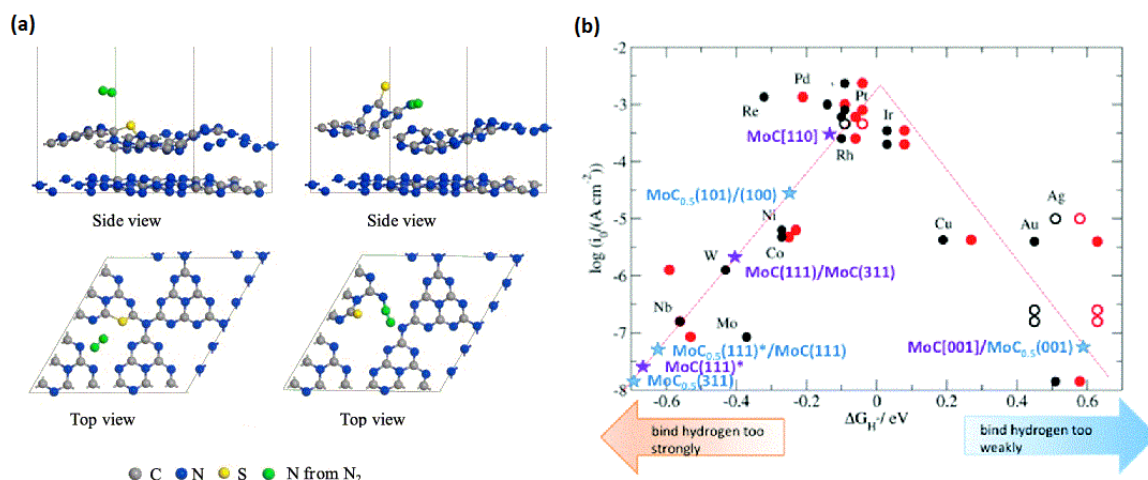 (a)
Side view
Side view
Top view
Top view
C
N
S
N from N₂
(b)
log (i₀/(A cm⁻²)
-2
-3
-4
-5
-6
-7
-8
Pd
Re
Pt
Ir
Rh
MoC[110]
MoC₀.₅(101)/(100)
Ni
Co
W
MoC(111)/MoC(311)
Nb
Mo
MoC₀.₅(111)*/MoC(111)
MoC(111)*
MoC₀.₅(311)
Cu
Au
Ag
MoC[001]/MoC₀.₅(001)
-0.6
-0.4
-0.2
0
0.2
0.4
0.6
ΔG_H*/ eV
bind hydrogen too
strongly
bind hydrogen too
weakly